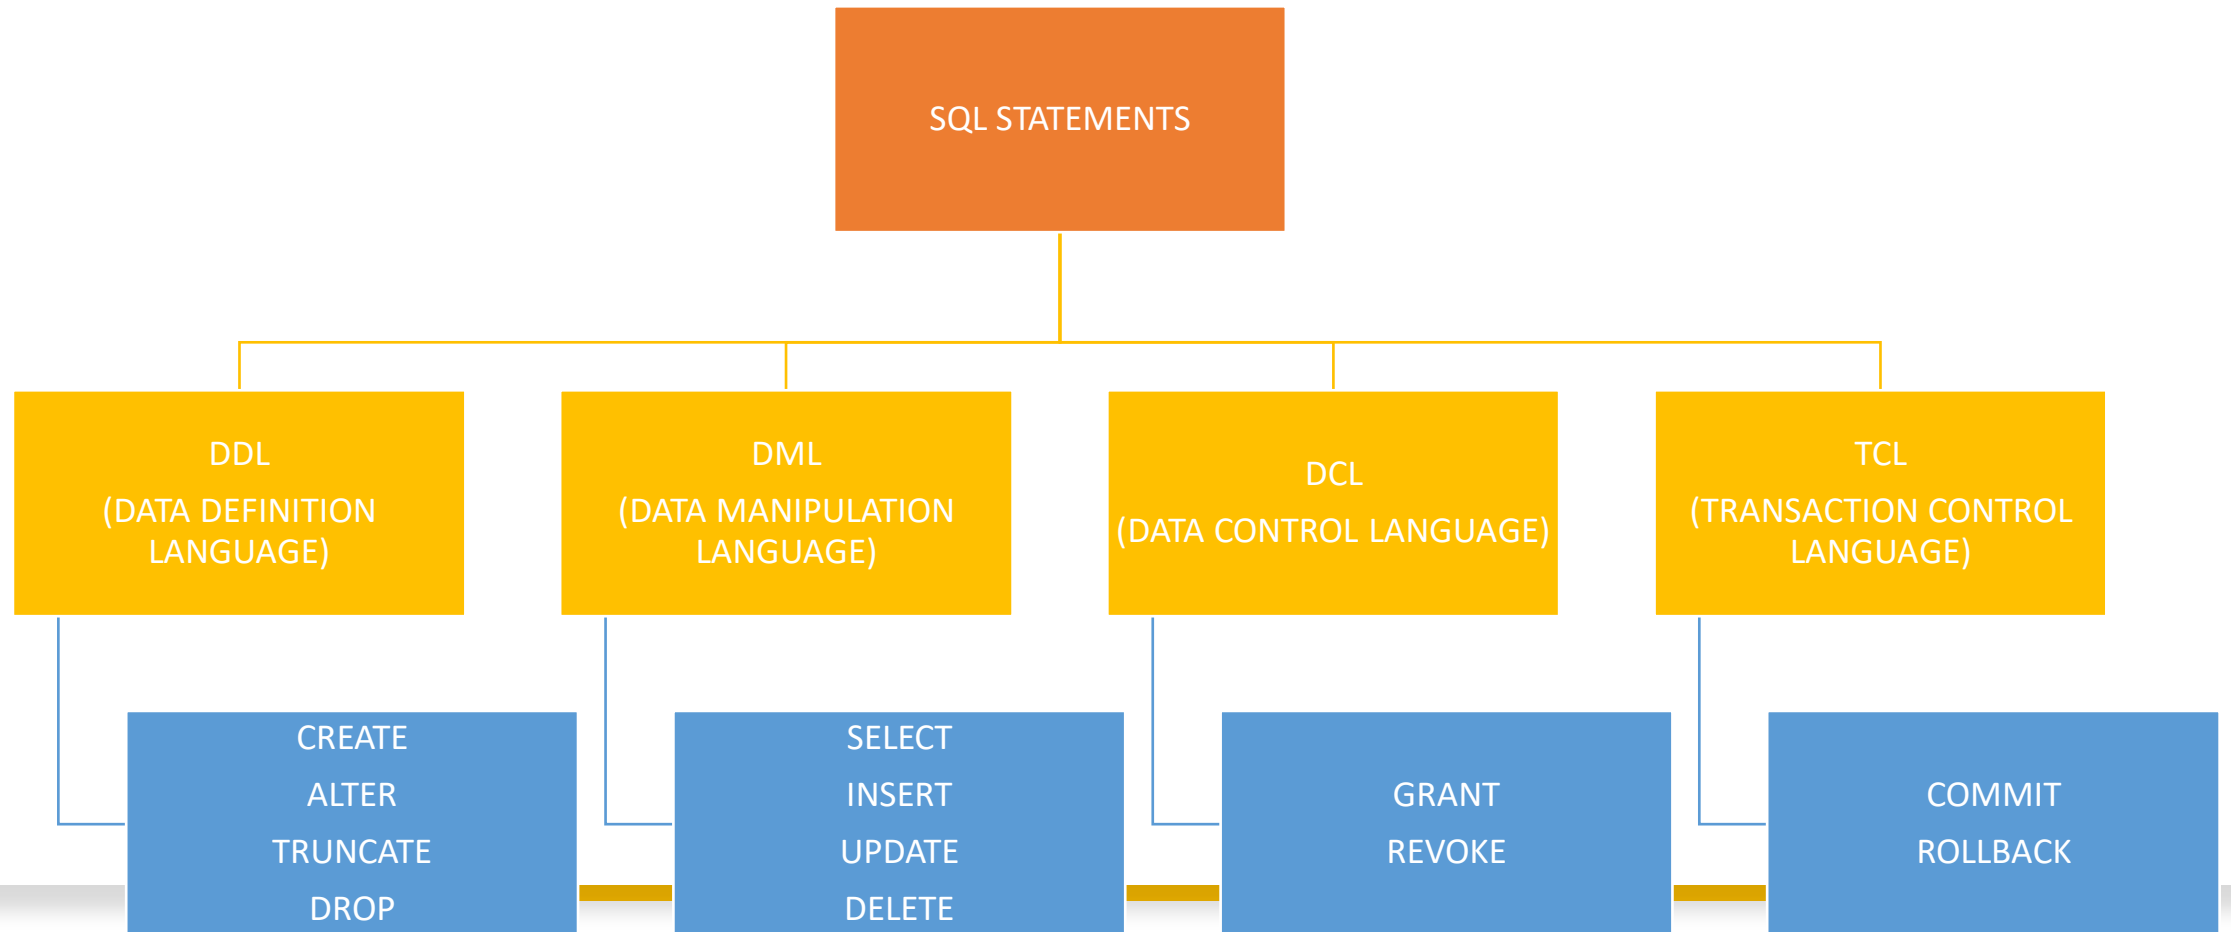 SQL STATEMENTS
DDL
(DATA DEFINITION
LANGUAGE)
DML
(DATA MANIPULATION
LANGUAGE)
DCL
(DATA CONTROL LANGUAGE)
TCL
(TRANSACTION CONTROL
LANGUAGE)
CREATE
ALTER
TRUNCATE
DROP
SELECT
INSERT
UPDATE
DELETE
GRANT
REVOKE
COMMIT
ROLLBACK